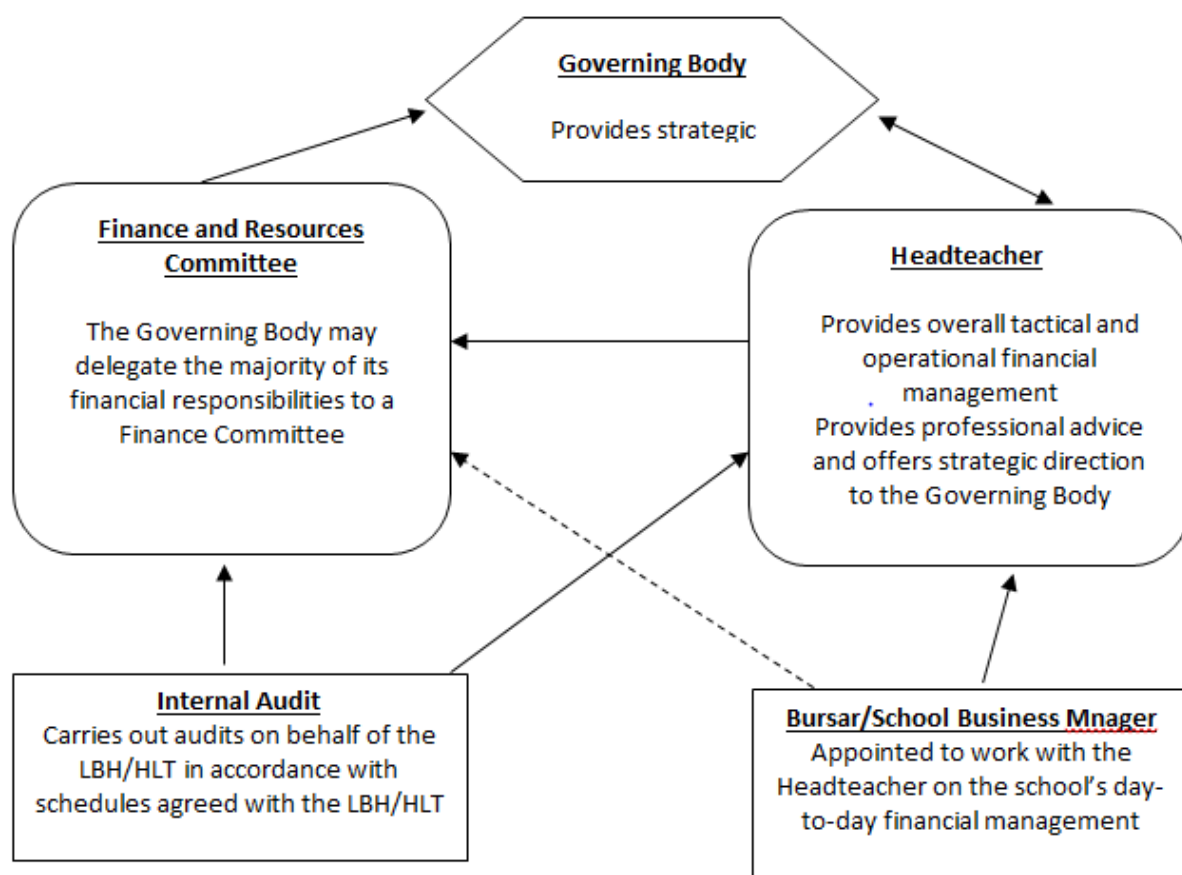 Governing Body
Provides strategic
Finance and Resources
Committee
The Governing Body may
delegate the majority of its
financial responsibilities to a
Finance Committee
Headteacher
Provides overall tactical and
operational financial
management
Provides professional advice
and offers strategic direction
to the Governing Body
Internal Audit
Carries out audits on behalf of the
LBH/HLT in accordance with
schedules agreed with the LBH/HLT
Bursar/School Business Mnager
Appointed to work with the
Headteacher on the school’s day-
to-day financial management